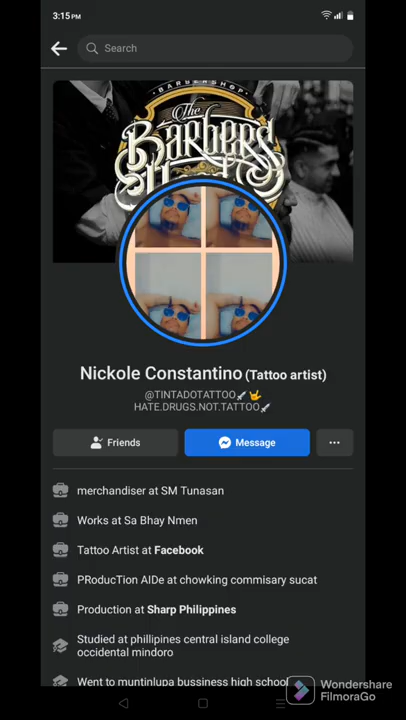 3:15 PM
Search
BARBERSHOP
The
Barbers
Nickole Constantino (Tattoo artist)
@TINTADOTATTOO💉🤟
HATE.DRUGS.NOT.TATTOO💉
Friends
Message
merchandiser at SM Tunasan
Works at Sa Bhay Nmen
Tattoo Artist at Facebook
PRoducTion AIDe at chowking commisary sucat
Production at Sharp Philippines
Studied at phillipines central island college
occidental mindoro
Went to muntinlupa bussiness high school
Wondershare
FilmoraGo